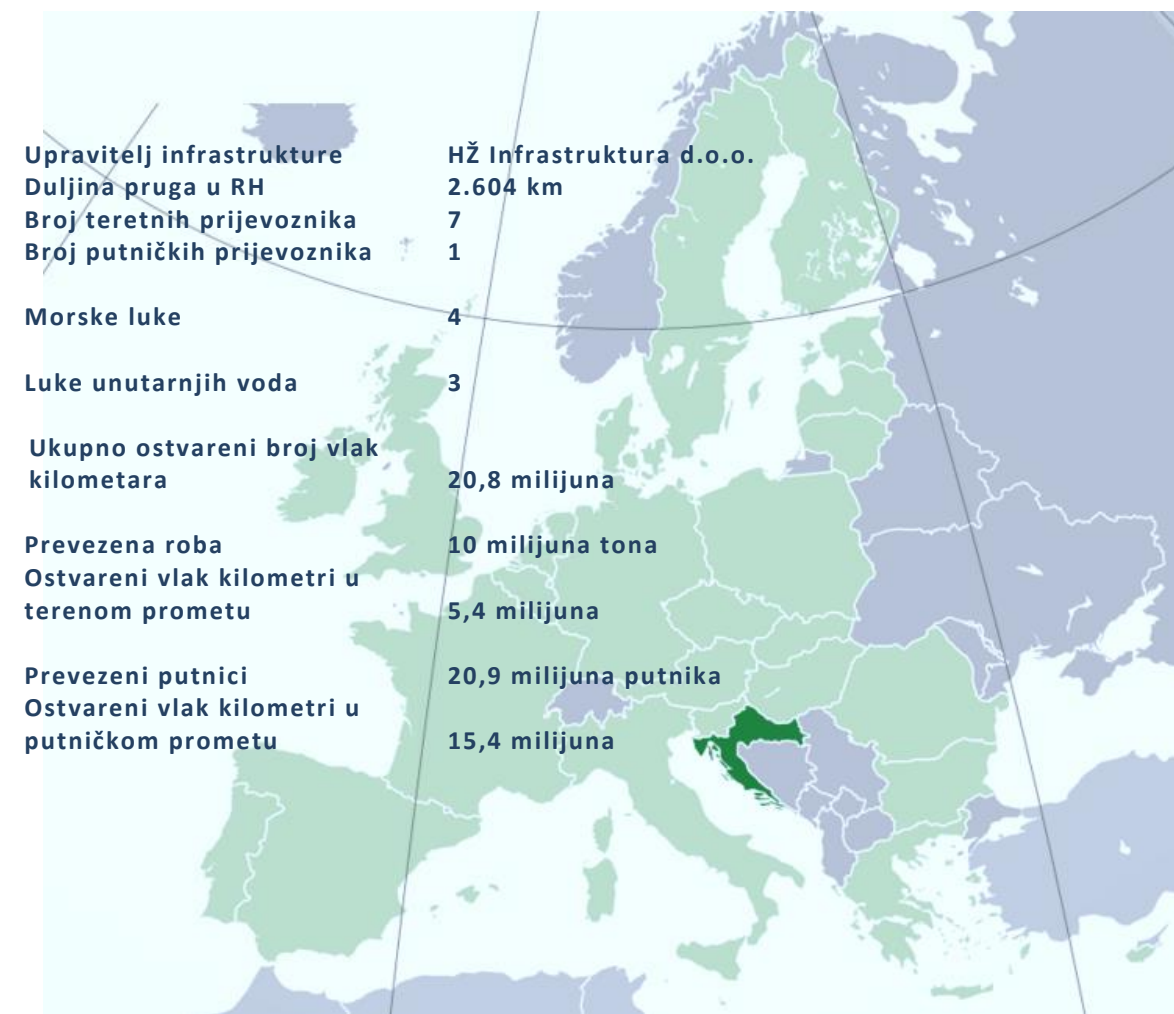 Upravitelj infrastrukture HŽ Infrastruktura d.o.o.
Duljina pruga u RH 2.604 km
Broj teretnih prijevoznika 7
Broj putničkih prijevoznika 1
Morske luke 4
Luke unutarnjih voda 3
Ukupno ostvareni broj vlak
kilometara 20,8 milijuna
Prevezena roba 10 milijuna tona
Ostvareni vlak kilometri u
terenom prometu 5,4 milijuna
Prevezeni putnici 20,9 milijuna putnika
Ostvareni vlak kilometri u
putničkom prometu 15,4 milijuna